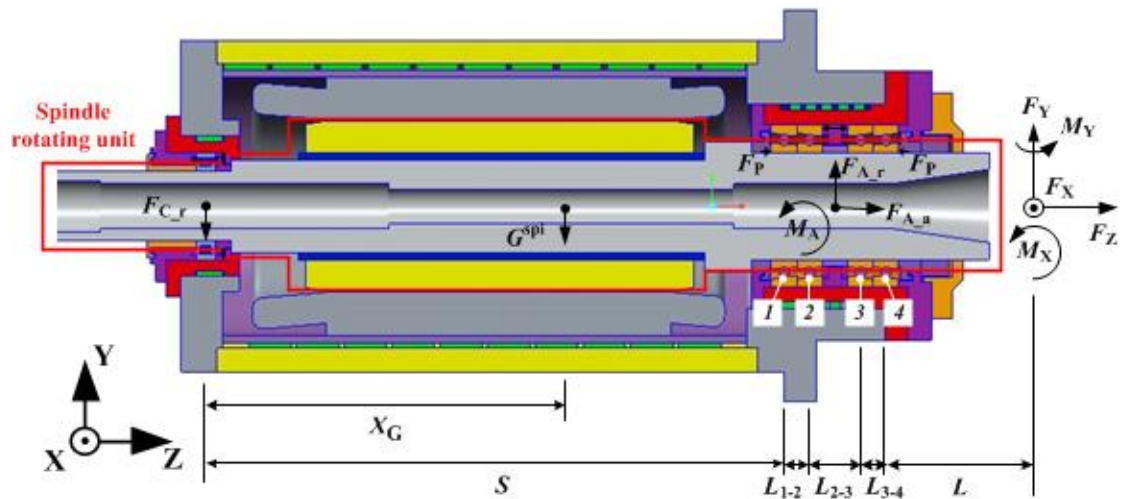 Spindle
rotating unit
F_Y
M_Y
F_P
F_A_r
F_P
F_X
F_C_r
F_A_a
F_Z
G^spi
M_A
M_X
1 2 3 4
Y
X_G
X Z
S L_1-2 L_2-3 L_3-4 L